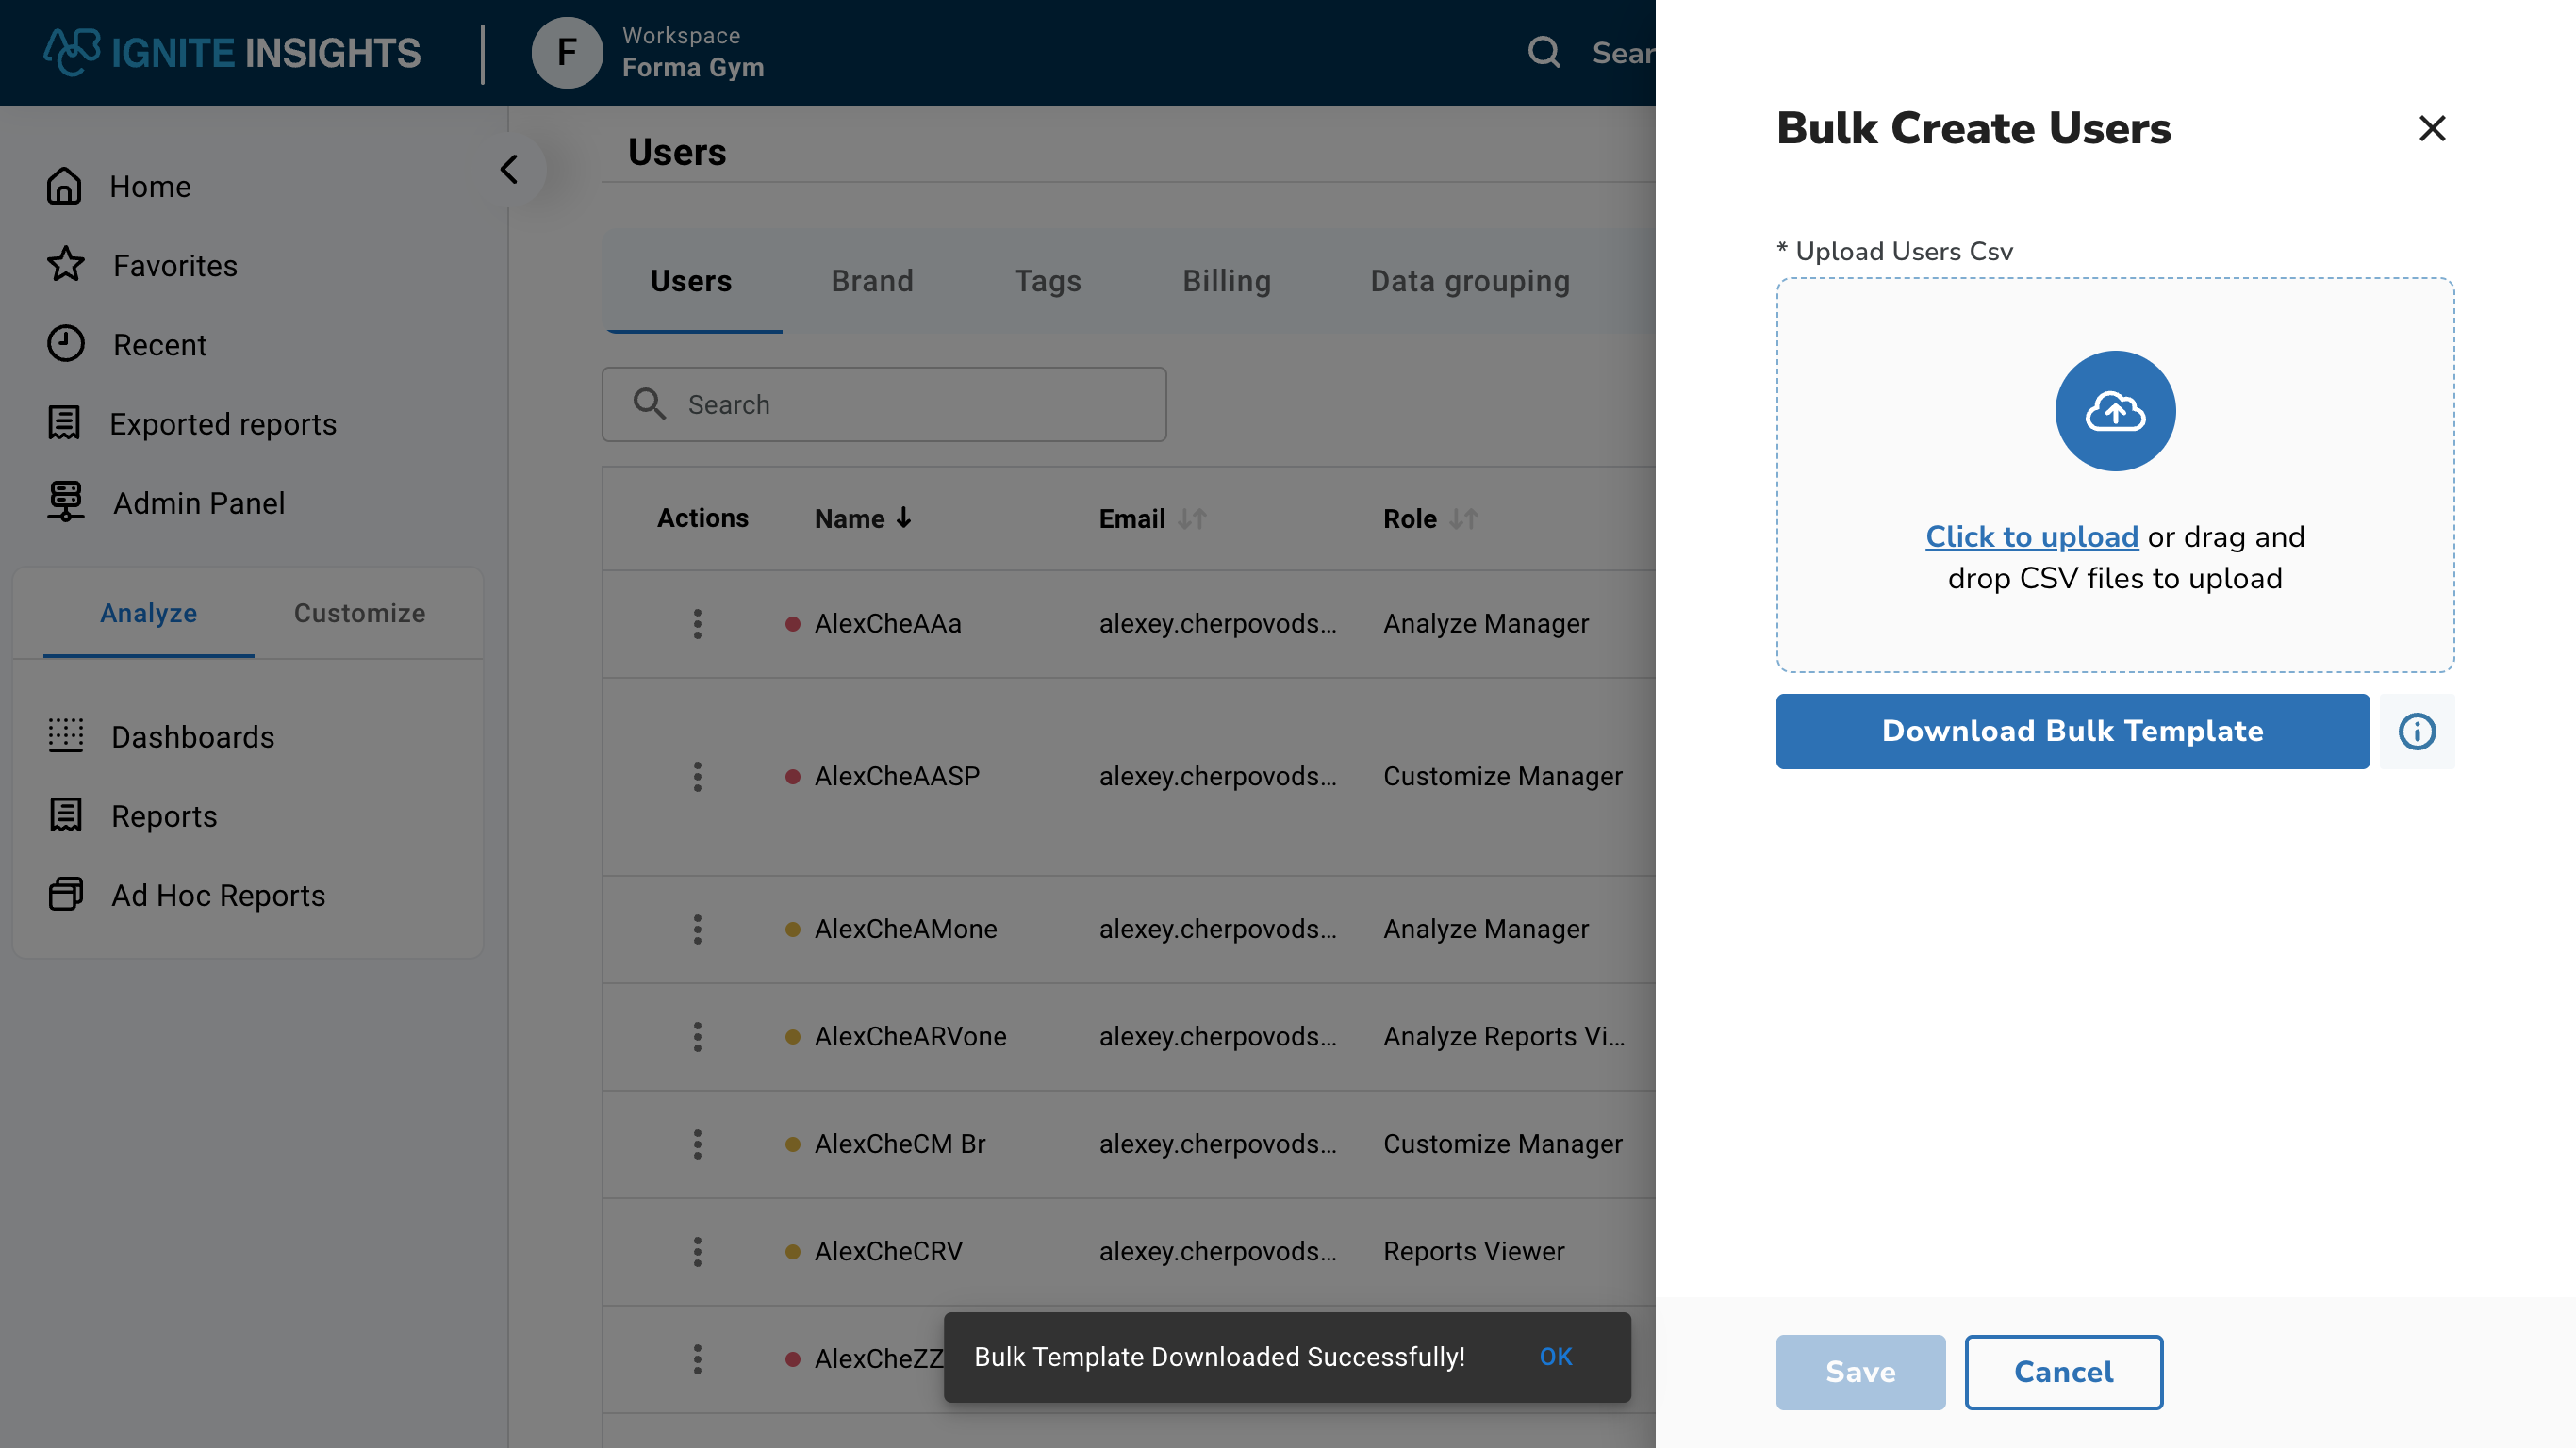 IGNITE INSIGHTS
F
Workspace
Forma Gym
Sear
Home
Favorites
Recent
Exported reports
Admin Panel
Analyze
Customize
Dashboards
Reports
Ad Hoc Reports
Users
Users
Brand
Tags
Billing
Data grouping
Search
Actions Name Email Role
AlexCheAAa alexey.cherpovods... Analyze Manager
AlexCheAASP alexey.cherpovods... Customize Manager
AlexCheAMone alexey.cherpovods... Analyze Manager
AlexCheARVone alexey.cherpovods... Analyze Reports Vi...
AlexCheCM Br alexey.cherpovods... Customize Manager
AlexCheCRV alexey.cherpovods... Reports Viewer
AlexCheZZ
Bulk Template Downloaded Successfully! OK
Bulk Create Users
* Upload Users Csv
Click to upload or drag and
drop CSV files to upload
Download Bulk Template
Save
Cancel